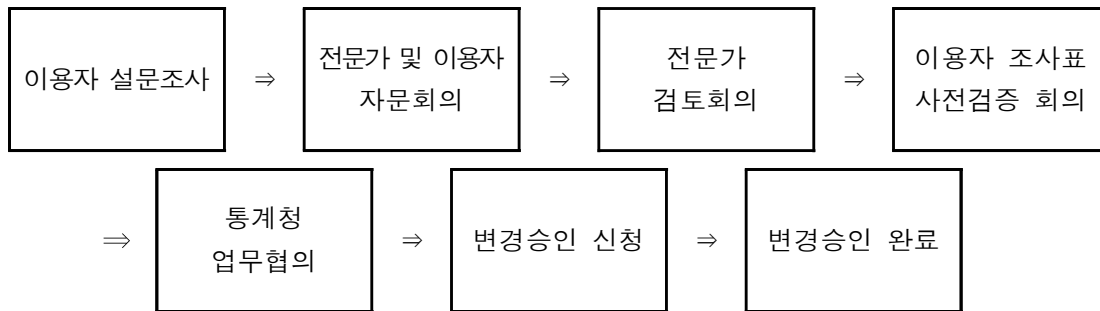 이용자 설문조사 ⇒ 전문가 및 이용자 자문회의 ⇒ 전문가 검토회의 ⇒ 이용자 조사표 사전검증 회의
⇒ 통계청 업무협의 ⇒ 변경승인 신청 ⇒ 변경승인 완료